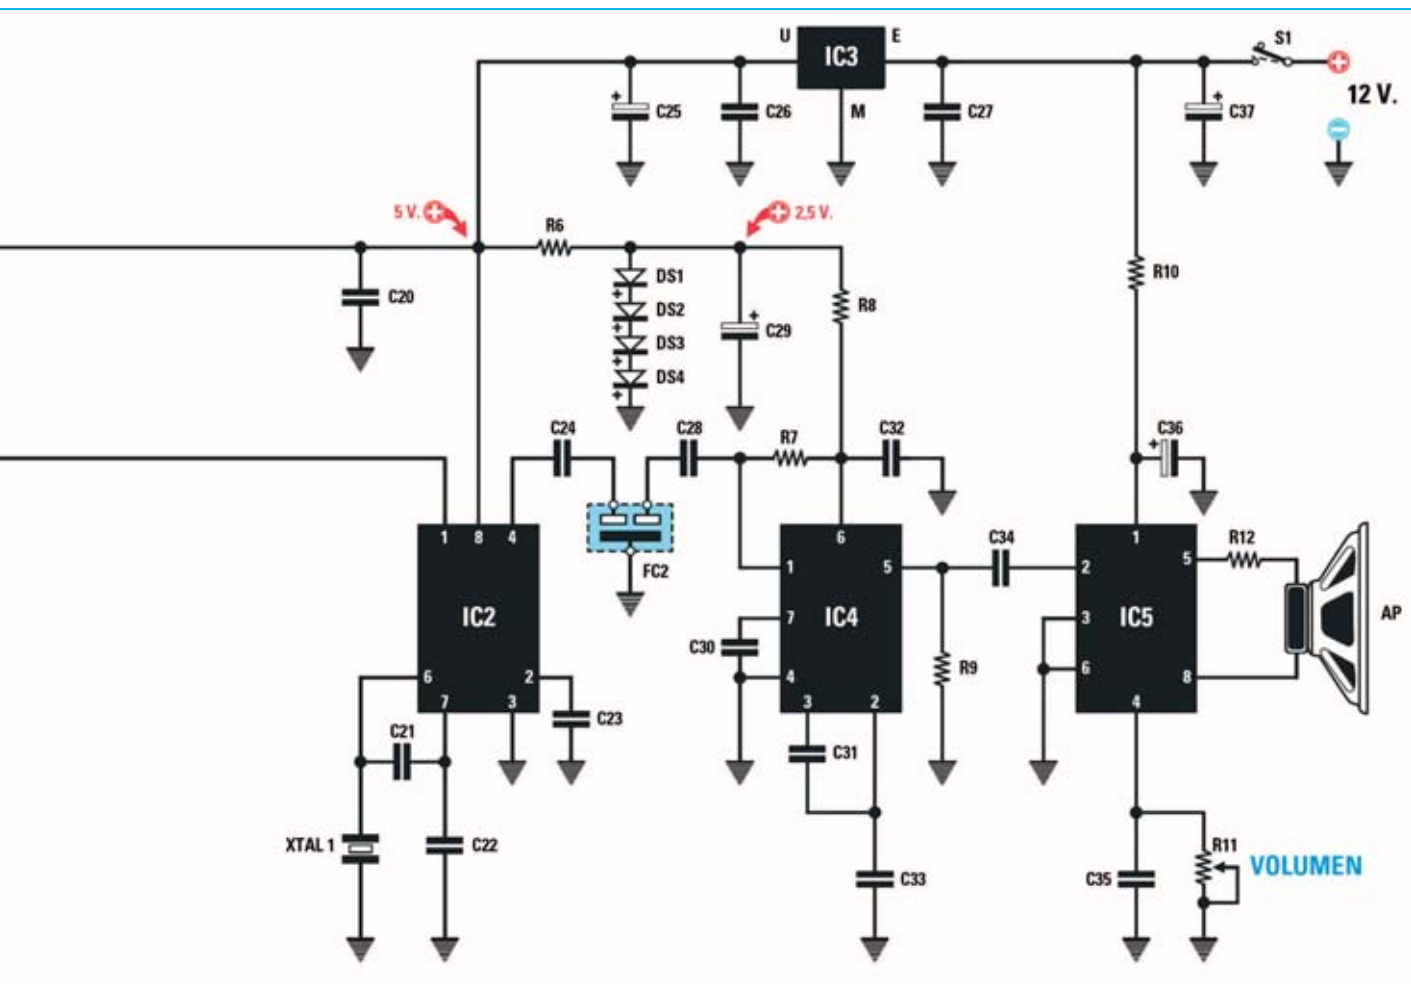 U
IC3
E
S1
12 V.
C25
C26
M
C27
C37
5 V.
R6
2,5 V.
DS1
DS2
DS3
DS4
C20
C29
R8
R10
C24
C28
R7
C32
C36
1
8
4
FC2
IC2
6
7
3
2
C21
C22
C23
XTAL 1
6
1
5
7
IC4
4
3
2
C30
C31
C33
R9
C34
1
2
5
R12
3
IC5
6
8
4
AP
C35
R11
VOLUMEN